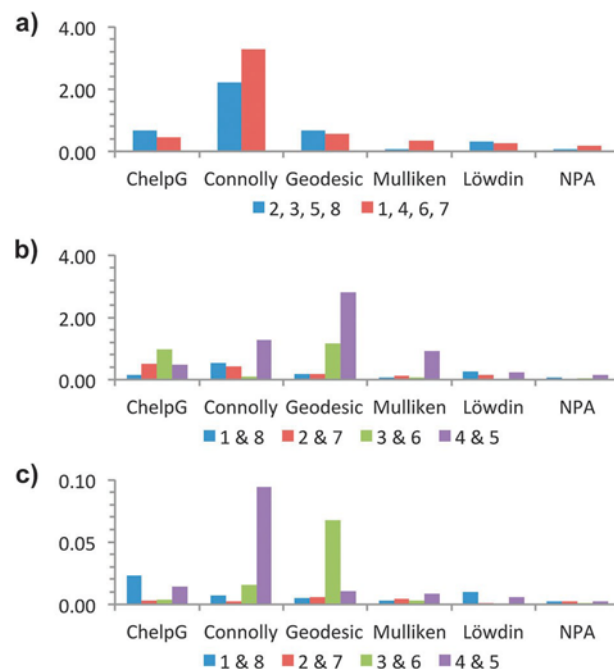 a)
4.00
2.00
0.00
ChelpG Connolly Geodesic Mulliken Löwdin NPA
2, 3, 5, 8 1, 4, 6, 7
b)
4.00
2.00
0.00
ChelpG Connolly Geodesic Mulliken Löwdin NPA
1 & 8 2 & 7 3 & 6 4 & 5
c)
0.10
0.05
0.00
ChelpG Connolly Geodesic Mulliken Löwdin NPA
1 & 8 2 & 7 3 & 6 4 & 5